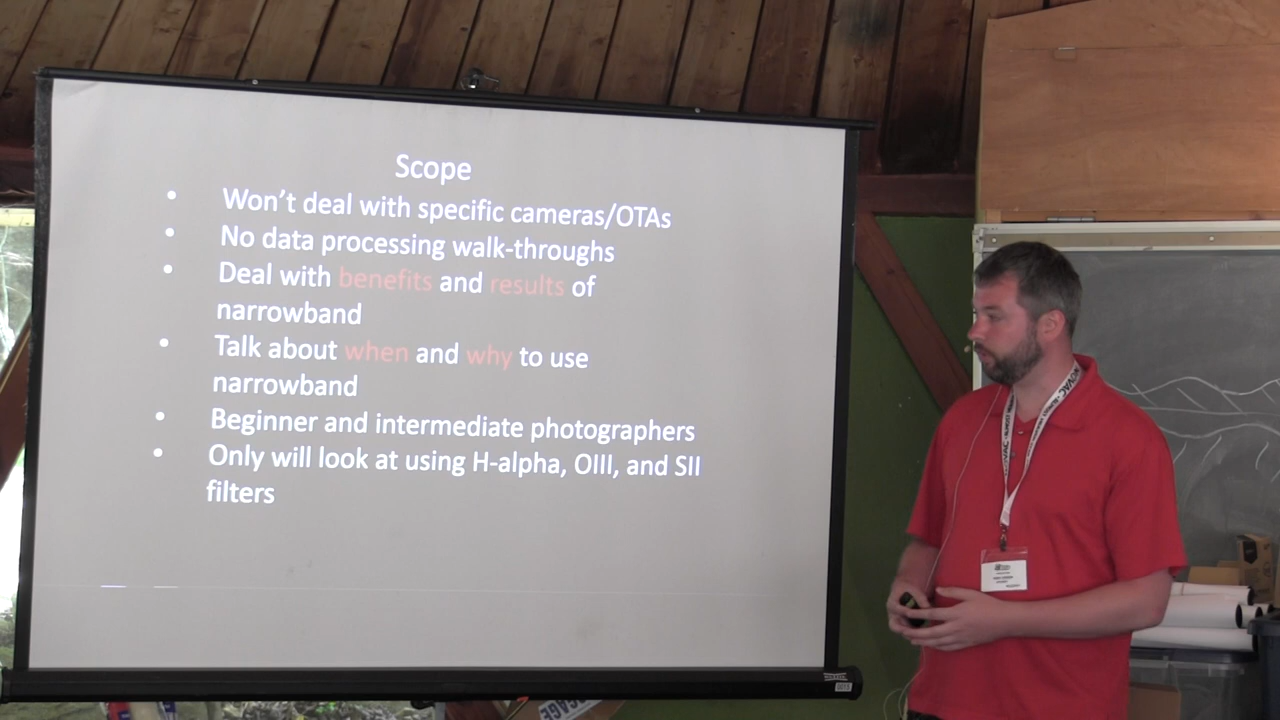 Scope
• Won't deal with specific cameras/OTAs
• No data processing walk-throughs
• Deal with benefits and results of
narrowband
• Talk about when and why to use
narrowband
• Beginner and intermediate photographers
• Only will look at using H-alpha, OIII, and SII
filters
NOVAC